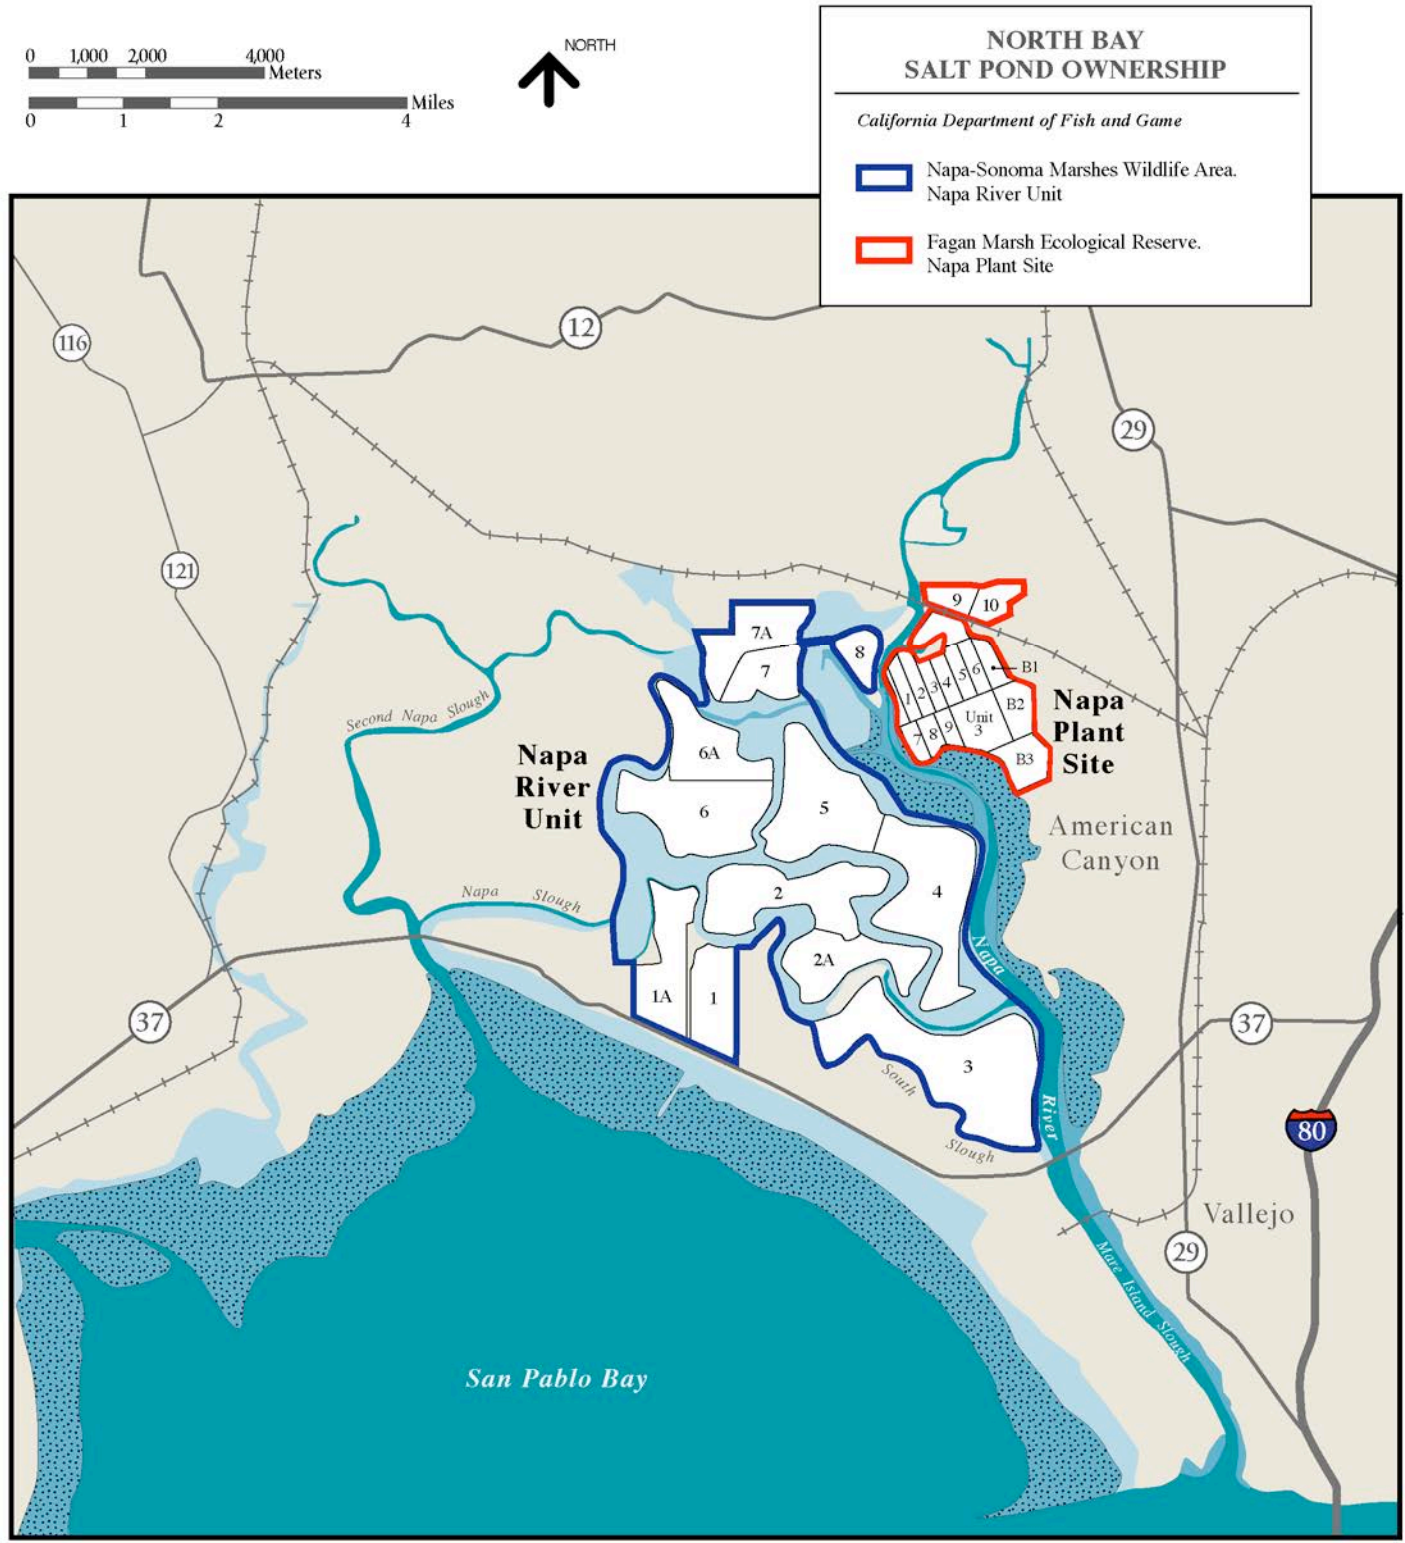 0 1,000 2,000 4,000
Meters
Miles
0 1 2 4
NORTH
NORTH BAY
SALT POND OWNERSHIP
California Department of Fish and Game
Napa-Sonoma Marshes Wildlife Area.
Napa River Unit
Fagan Marsh Ecological Reserve.
Napa Plant Site
12
116
29
121
9
10
7A
8
7
1
2
3
4
5
6
B1
B2
Unit
3
7
8
9
B3
Napa
Plant
Site
Second Napa Slough
Napa
River
Unit
6A
6
5
American
Canyon
2
4
Napa Slough
2A
1A
1
3
37
37
Napa
River
South
Slough
80
Vallejo
29
Mare Island Slough
San Pablo Bay